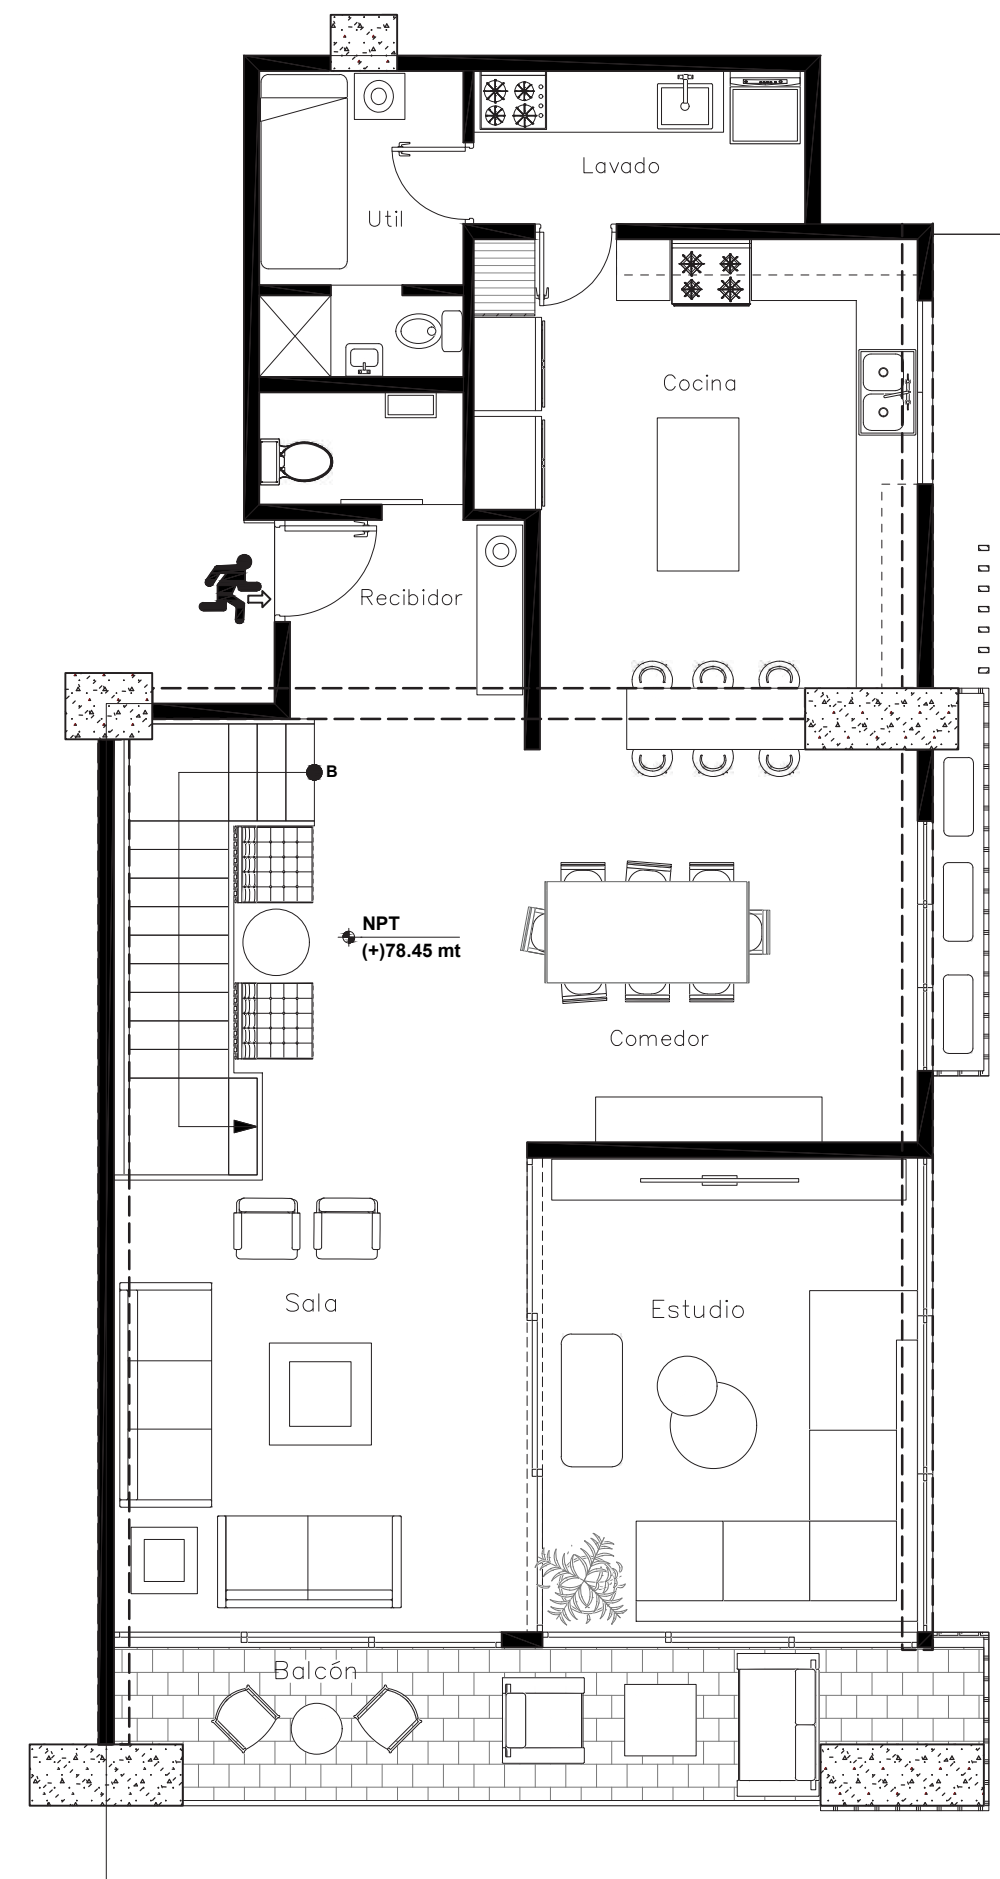 Lavado
Util
Cocina
Recibidor
B
NPT
(+)78.45 mt
Comedor
Sala
Estudio
Balcón